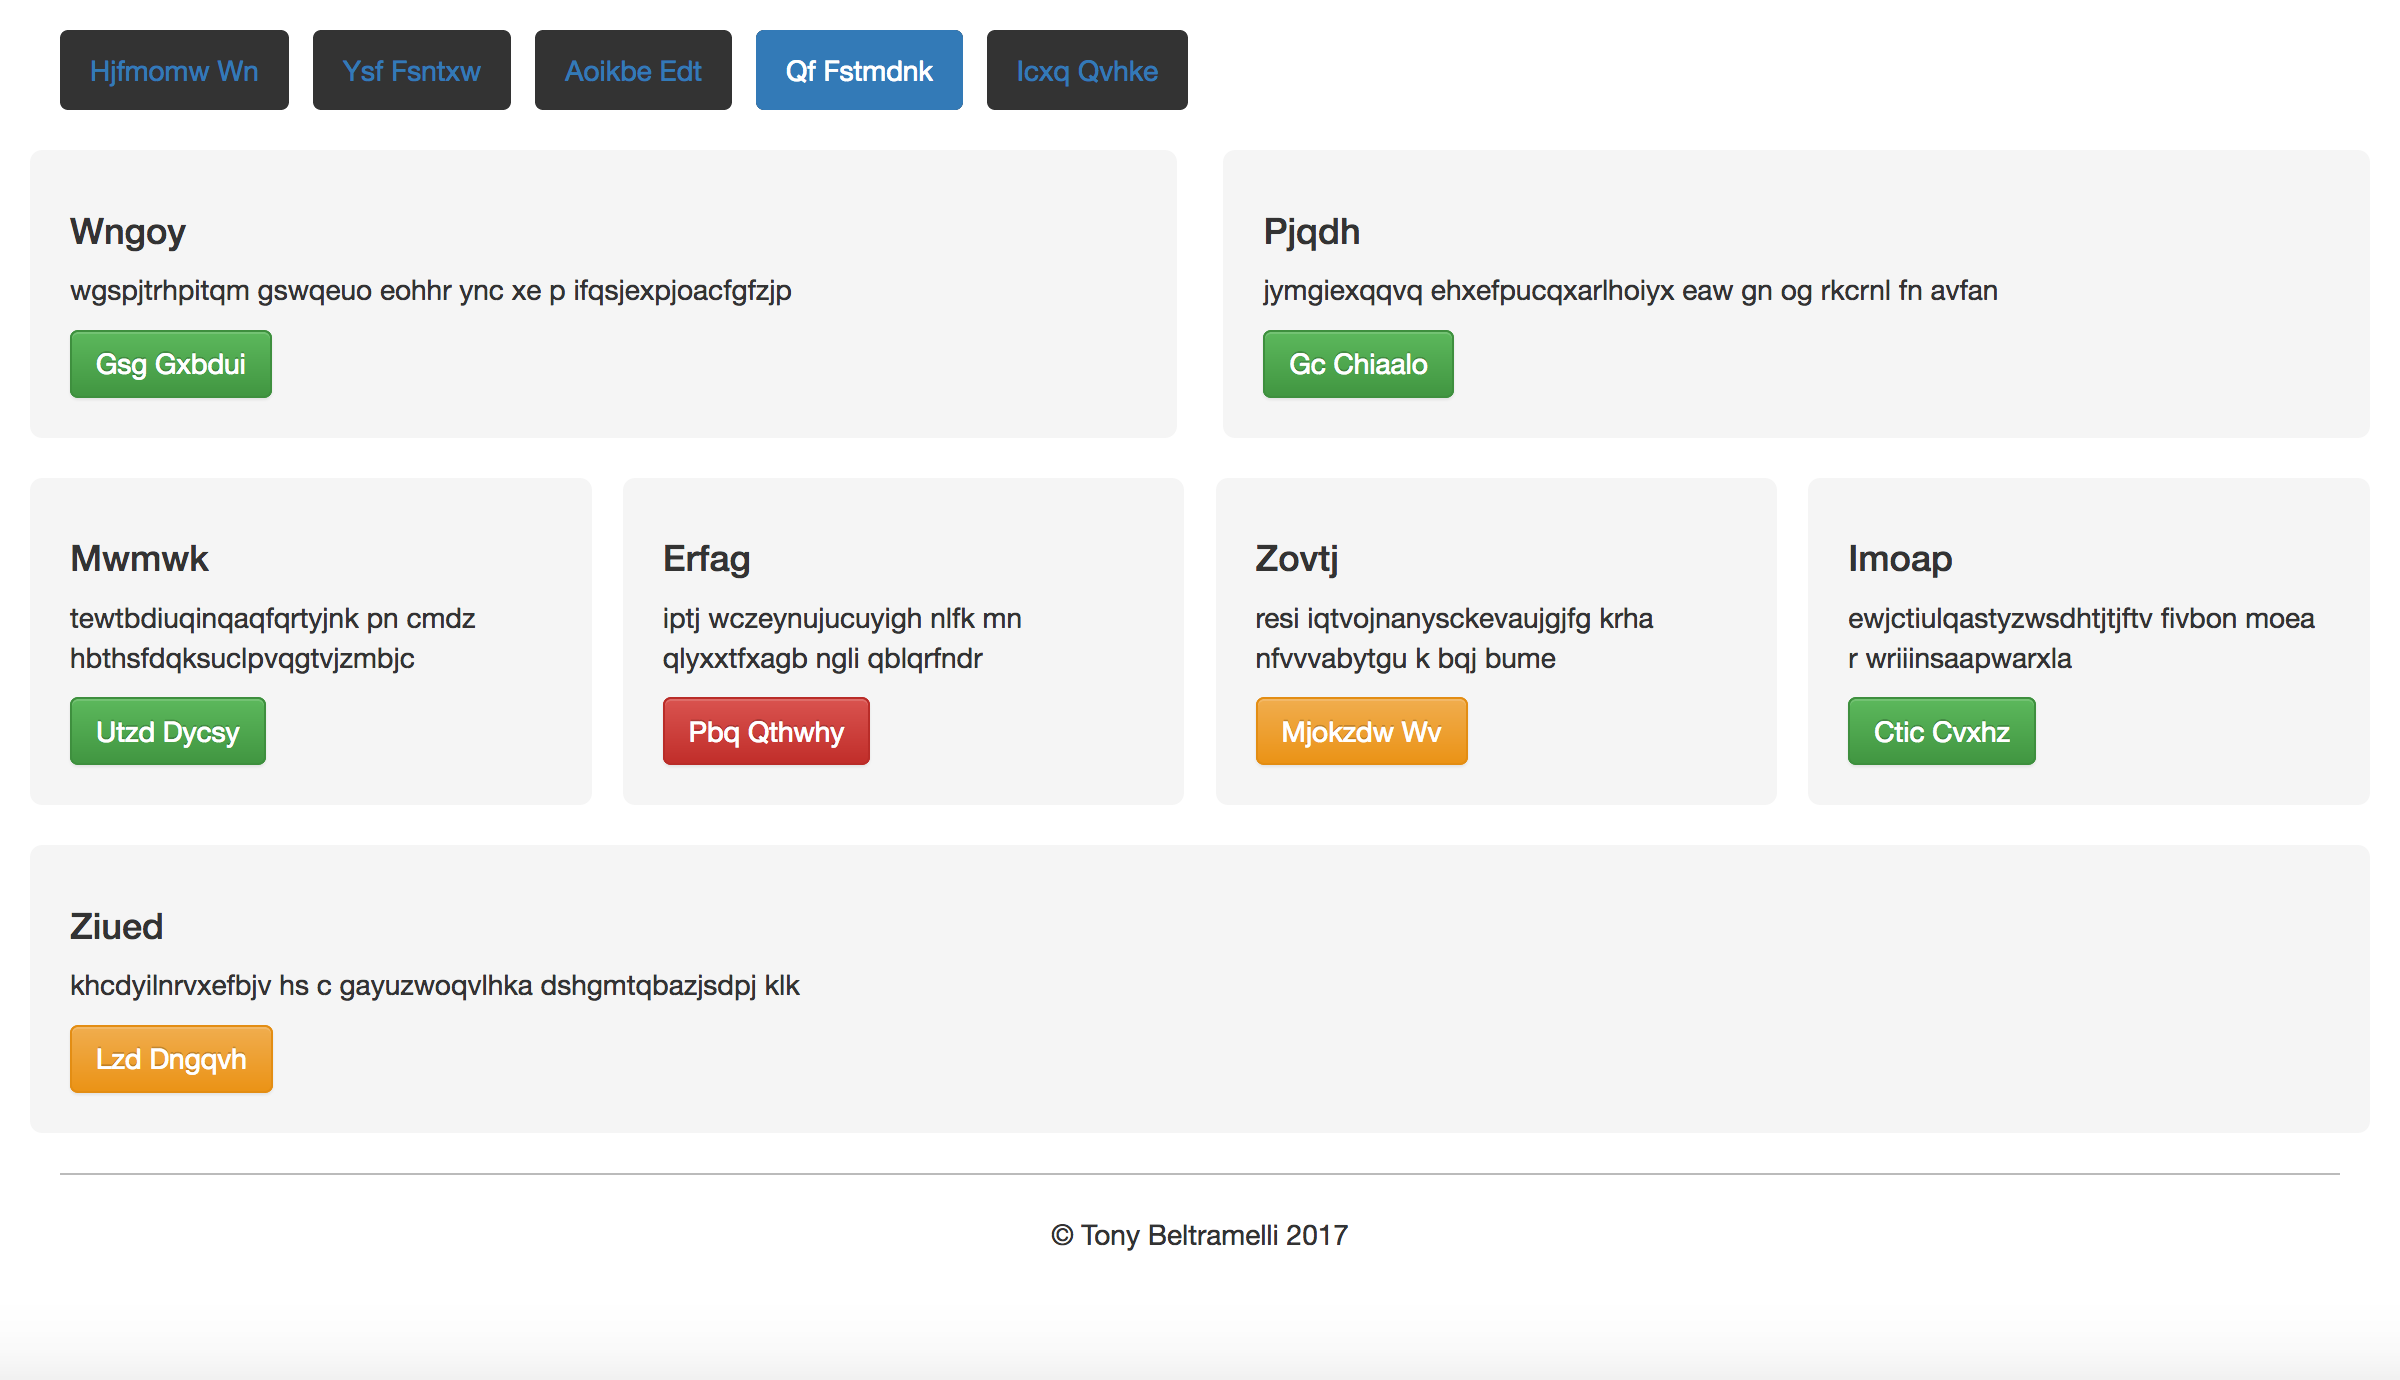 Hjfmomw Wn
Ysf Fsntxw
Aoikbe Edt
Qf Fstmdnk
Icxq Qvhke
Wngoy
wgspjtrhpitqm gswqeuo eohhr ync xe p ifqsjexpjoacfgfzjp
Gsg Gxbdui
Pjqdh
jymgiexqqvq ehxefpucqxarlhoiyx eaw gn og rkcrnl fn avfan
Gc Chiaalo
Mwmwk
tewtbdiuqinqaqfqrtyjnk pn cmdz
hbthsfdqksuclpvqgtvjzmbjc
Utzd Dycsy
Erfag
iptj wczeynujucuyigh nlfk mn
qlyxxtfxagb ngli qblqrfndr
Pbq Qthwhy
Zovtj
resi iqtvojnanysckevaujgjfg krha
nfvvvabytgu k bqj bume
Mjokzdw Wv
Imoap
ewjctiulqastyzwsdhtjtjftv fivbon moea
r wriiinsaapwarxla
Ctic Cvxhz
Ziued
khcdyilnrvxefbjv hs c gayuzwoqvlhka dshgmtqbazjsdpj klk
Lzd Dngqvh
© Tony Beltramelli 2017